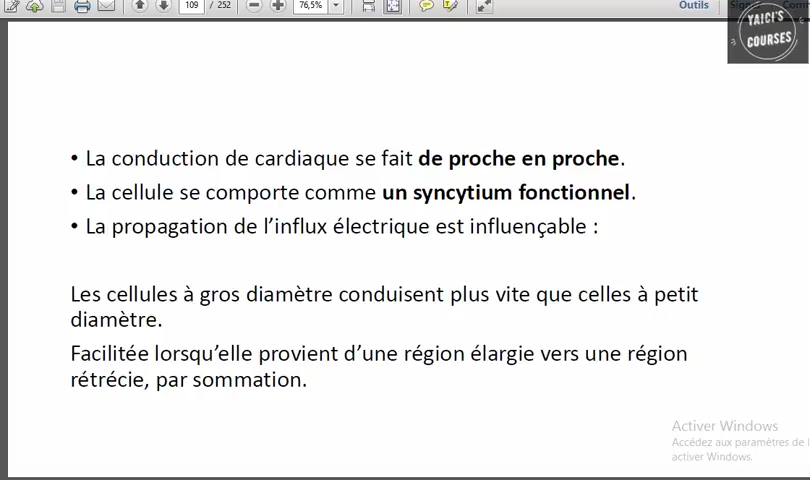 109 / 252
76,5%
Outils
YAICI'S
COURSES
• La conduction de cardiaque se fait de proche en proche.
• La cellule se comporte comme un syncytium fonctionnel.
• La propagation de l'influx électrique est influençable :
Les cellules à gros diamètre conduisent plus vite que celles à petit
diamètre.
Facilitée lorsqu'elle provient d'une région élargie vers une région
rétrécie, par sommation.
Activer Windows
Accédez aux paramètres de
activer Windows.